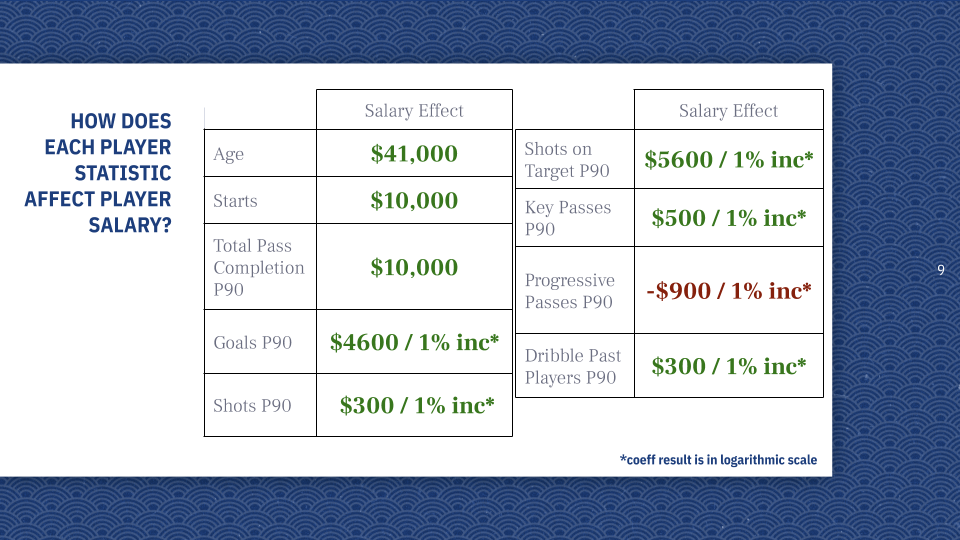 HOW DOES
EACH PLAYER
STATISTIC
AFFECT PLAYER
SALARY?
Salary Effect
Age
$41,000
Starts
$10,000
Total Pass
Completion
P90
$10,000
Goals P90
$4600 / 1% inc*
Shots P90
$300 / 1% inc*
Salary Effect
Shots on
Target P90
$5600 / 1% inc*
Key Passes
P90
$500 / 1% inc*
Progressive
Passes P90
-$900 / 1% inc*
Dribble Past
Players P90
$300 / 1% inc*
*coeff result is in logarithmic scale
9